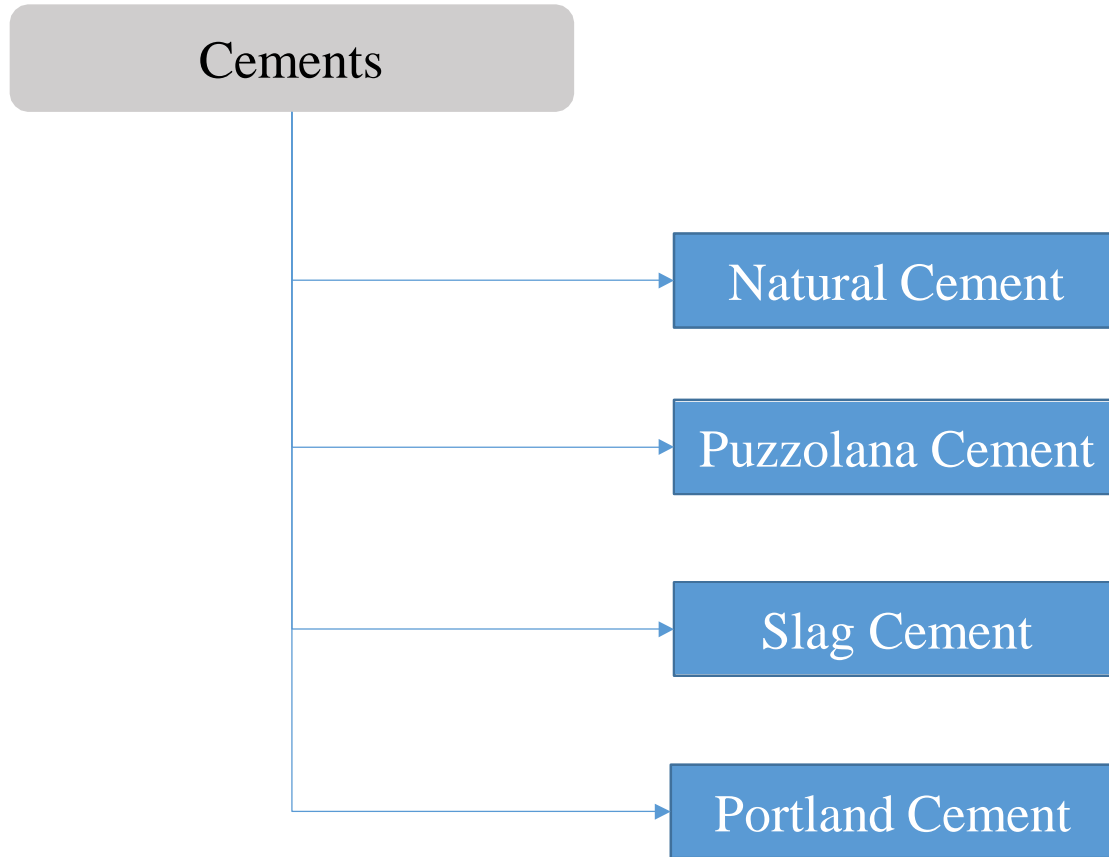 Cements
Natural Cement
Puzzolana Cement
Slag Cement
Portland Cement